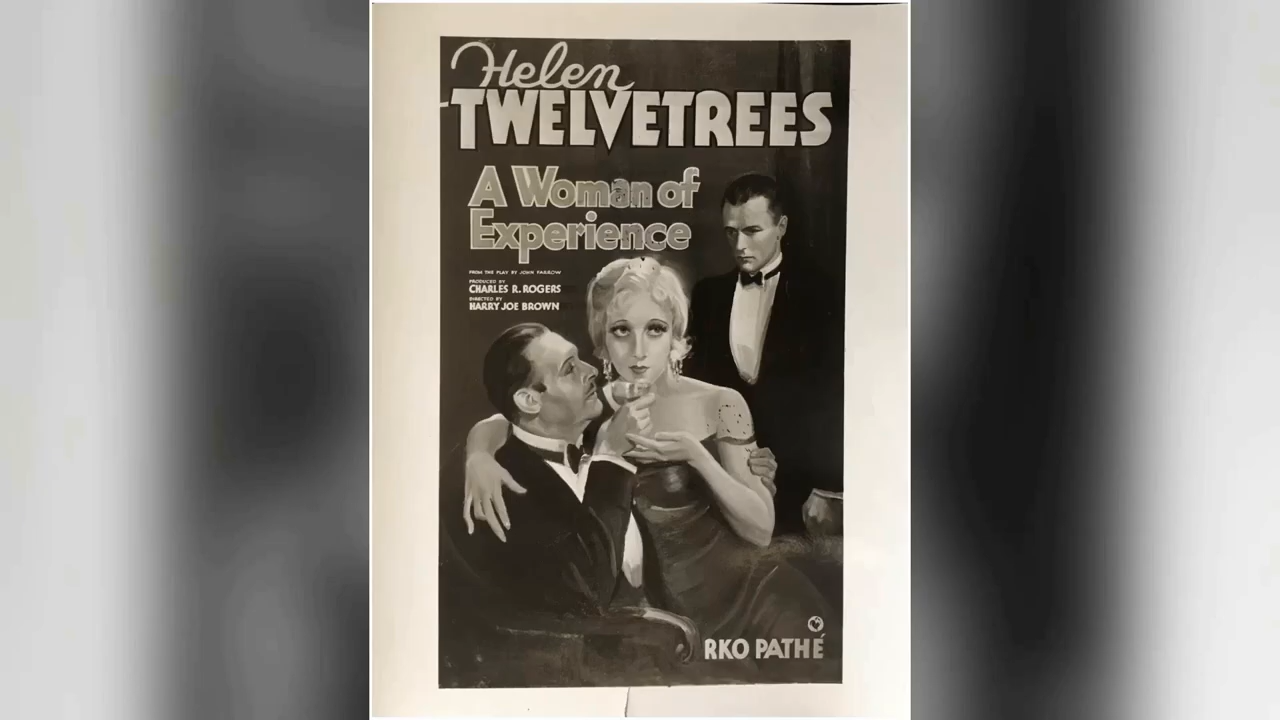 Helen
TWELVETREES
A Woman of
Experience
FROM THE PLAY BY JOHN FARROW
PRODUCED BY
CHARLES R. ROGERS
DIRECTED BY
HARRY JOE BROWN
RKO PATHÉ